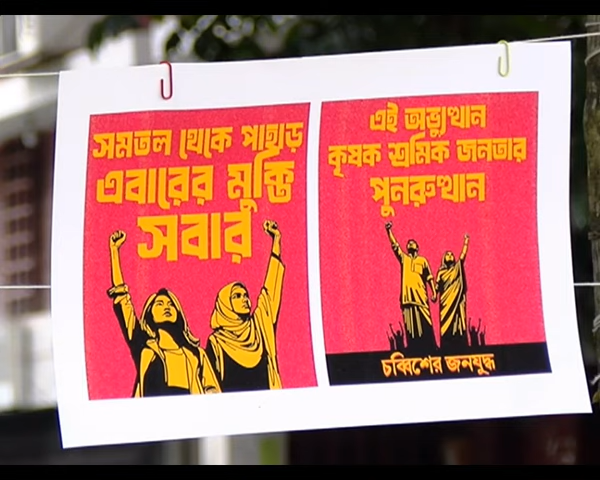 সমতল থেকে পাহাড়
এবারের মুক্তি
সবার
এই অভ্যুত্থান
কৃষক শ্রমিক জনতার
পুনরুত্থান
চব্বিশের জনযুদ্ধ